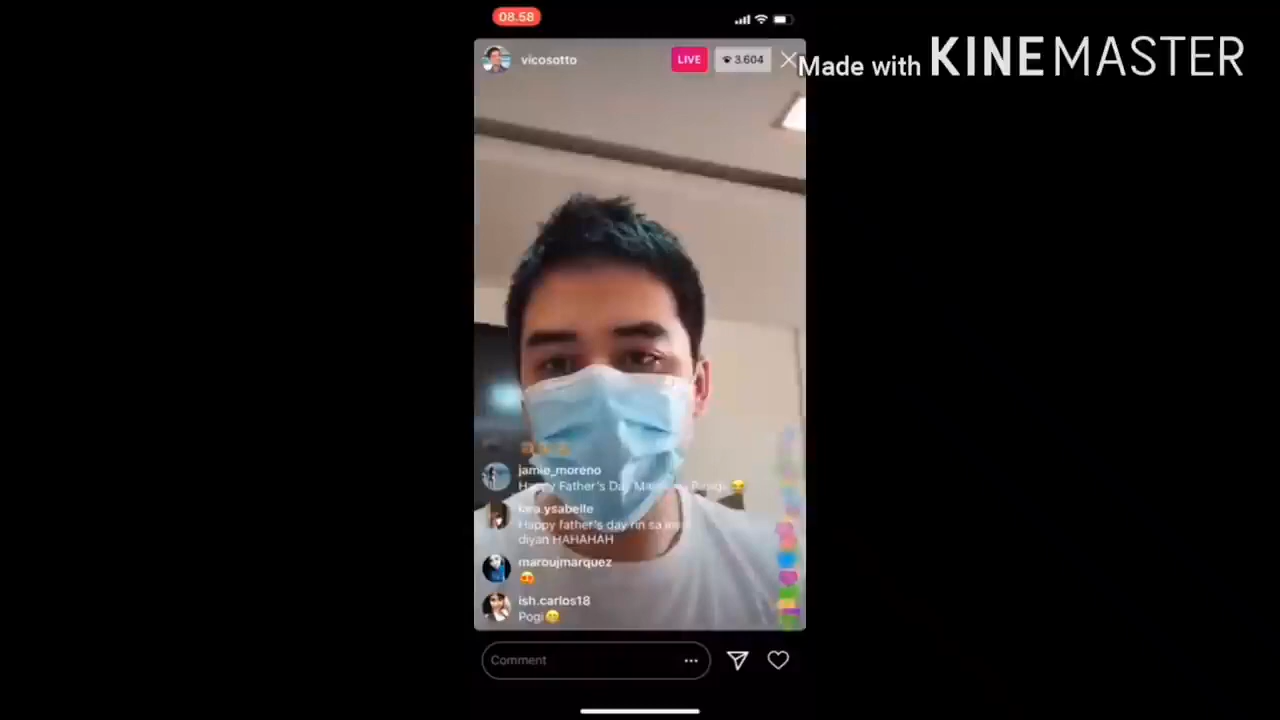 08.58
vicosotto
LIVE
3.604
Made with KINEMASTER
jamie_moreno
Happy Father's Day
kira.ysabelle
Happy father's day rin sa
diyan HAHAHAH
maroujmarquez
😍
ish.carlos18
Pogi😊
Comment